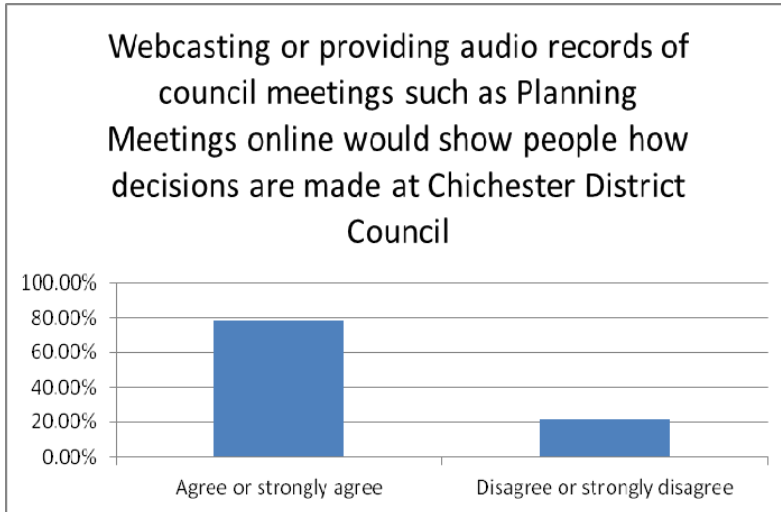 Webcasting or providing audio records of
council meetings such as Planning
Meetings online would show people how
decisions are made at Chichester District
Council
100.00%
80.00%
60.00%
40.00%
20.00%
0.00%
Agree or strongly agree
Disagree or strongly disagree